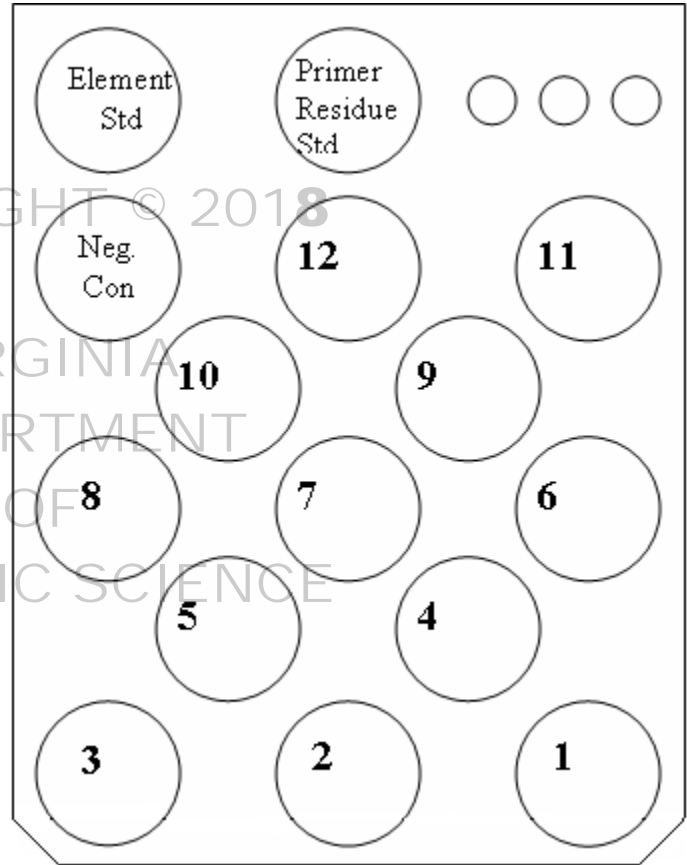 Element
Std
Primer
Residue
Std
GHT © 2018
Neg.
Con
12
11
RGINIA
10
9
RTMENT
8
7
6
OF
IC SCIENCE
5
4
3
2
1